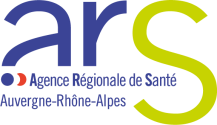 ars
Agence Régionale de Santé
Auvergne-Rhône-Alpes